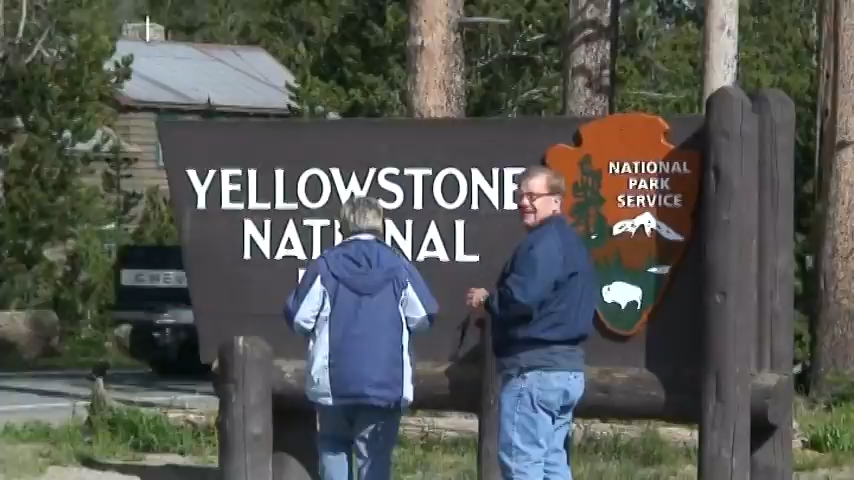 YELLOWSTONE
NATIONAL
NATIONAL
PARK
SERVICE